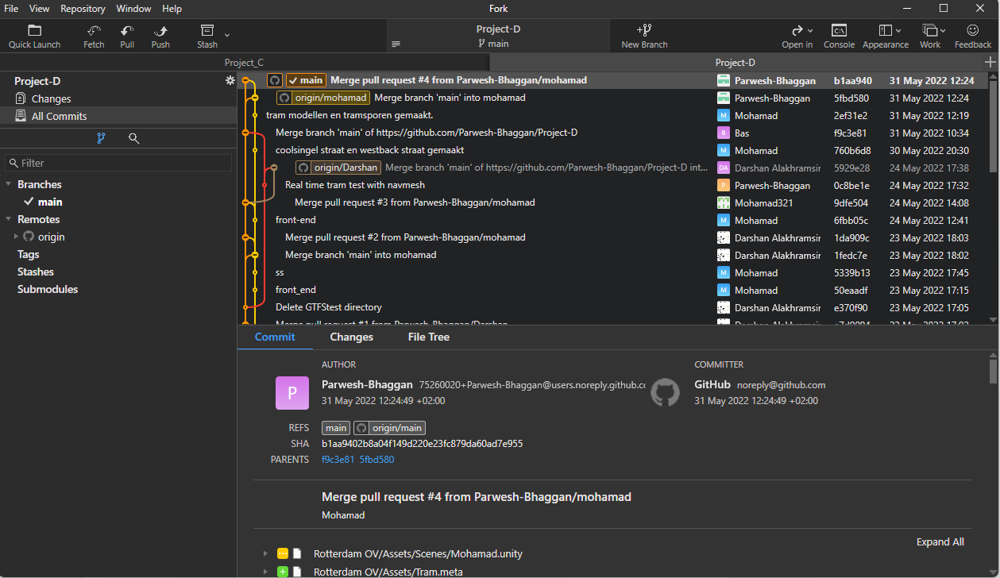 File View Repository Window Help Fork
Quick Launch Fetch Pull Push Stash Project-D main New Branch Open in Console Appearance Work Feedback
Project_C Project-D
Project-D
Changes
All Commits
Filter
Branches
main
Remotes
origin
Tags
Stashes
Submodules
main Merge pull request #4 from Parwesh-Bhaggan/mohamad Parwesh-Bhaggan b1aa940 31 May 2022 12:24
origin/mohamad Merge branch 'main' into mohamad Parwesh-Bhaggan 5fbd580 31 May 2022 12:24
tram modellen en tramsporen gemaakt. M Mohamad 2ef31e2 31 May 2022 12:19
Merge branch 'main' of https://github.com/Parwesh-Bhaggan/Project-D B Bas f9c3e81 31 May 2022 10:34
coolsingel straat en westback straat gemaakt M Mohamad 760b6d8 30 May 2022 20:30
origin/Darshan Merge branch 'main' of https://github.com/Parwesh-Bhaggan/Project-D int... DA Darshan Alakhramsir 5929e28 24 May 2022 17:38
Real time tram test with navmesh P Parwesh-Bhaggan 0c8be1e 24 May 2022 17:32
Merge pull request #3 from Parwesh-Bhaggan/mohamad Mohamad321 9dfe504 24 May 2022 14:08
front-end M Mohamad 6fbb05c 24 May 2022 12:41
Merge pull request #2 from Parwesh-Bhaggan/mohamad Darshan Alakhramsir 1da909c 23 May 2022 18:03
Merge branch 'main' into mohamad Darshan Alakhramsir 1fedc7e 23 May 2022 18:02
ss M Mohamad 5339b13 23 May 2022 17:45
front_end M Mohamad 50eaadf 23 May 2022 17:15
Delete GTFStest directory Darshan Alakhramsir e370f90 23 May 2022 17:05
Merge pull request #1 from Parwesh-Bhaggan/Darshan Darshan Alakhramsir 23 May 2022
Commit Changes File Tree
AUTHOR COMMITTER
P Parwesh-Bhaggan 75260020+Parwesh-Bhaggan@users.noreply.github.cc GitHub noreply@github.com
31 May 2022 12:24:49 +02:00 31 May 2022 12:24:49 +02:00
REFS main origin/main
SHA b1aa9402b8a04f149d220e23fc879da60ad7e955
PARENTS f9c3e81 5fbd580
Merge pull request #4 from Parwesh-Bhaggan/mohamad
Mohamad
Expand All
Rotterdam OV/Assets/Scenes/Mohamad.unity
Rotterdam OV/Assets/Tram.meta